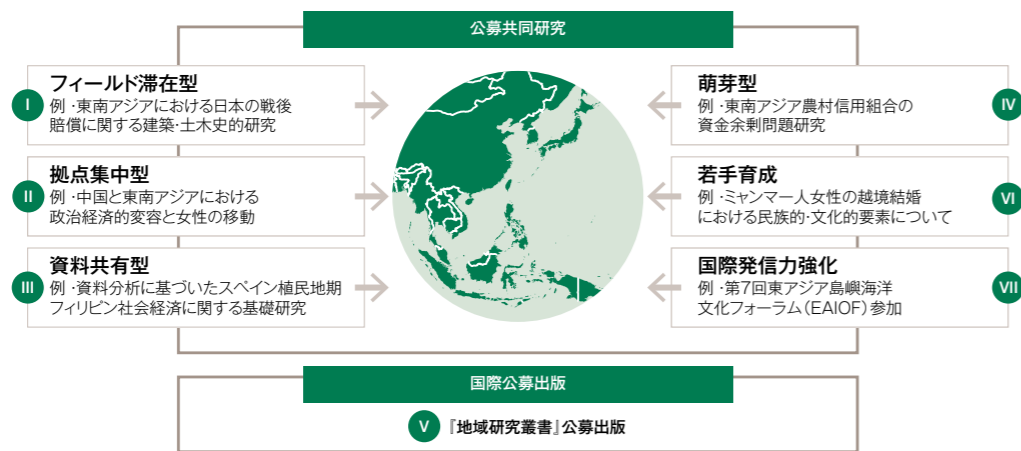 公募共同研究
I
フィールド滞在型
例・東南アジアにおける日本の戦後
賠償に関する建築・土木史的研究
II
拠点集中型
例・中国と東南アジアにおける
政治経済的変容と女性の移動
III
資料共有型
例・資料分析に基づいたスペイン植民地期
フィリピン社会経済に関する基礎研究
萌芽型
例・東南アジア農村信用組合の
資金余剰問題研究
IV
若手育成
例・ミャンマー人女性の越境結婚
における民族的・文化的要素について
VI
国際発信力強化
例・第7回東アジア島嶼海洋
文化フォーラム（EAIOF）参加
VII
国際公募出版
V 『地域研究叢書』公募出版